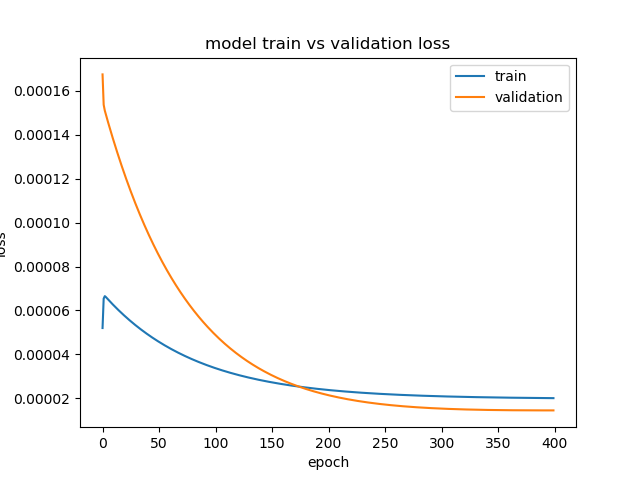 model train vs validation loss
train
validation
0.00016
0.00014
0.00012
0.00010
0.00008
0.00006
0.00004
0.00002
loss
0 50 100 150 200 250 300 350 400
epoch